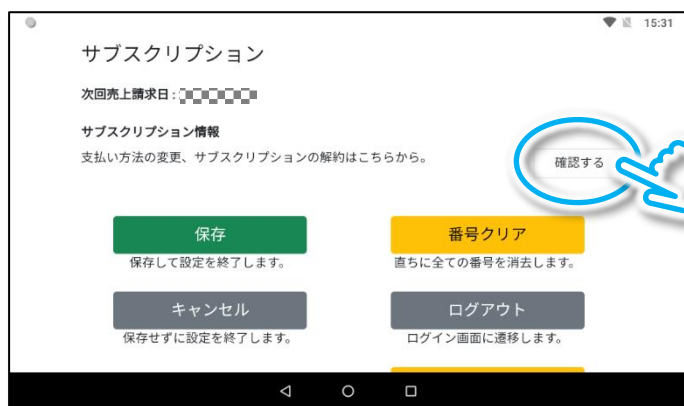 15:31
サブスクリプション
次回売上請求日 :
サブスクリプション情報
支払い方法の変更、サブスクリプションの解約はこちらから。
確認する
保存
保存して設定を終了します。
番号クリア
直ちに全ての番号を消去します。
キャンセル
保存せずに設定を終了します。
ログアウト
ログイン画面に遷移します。